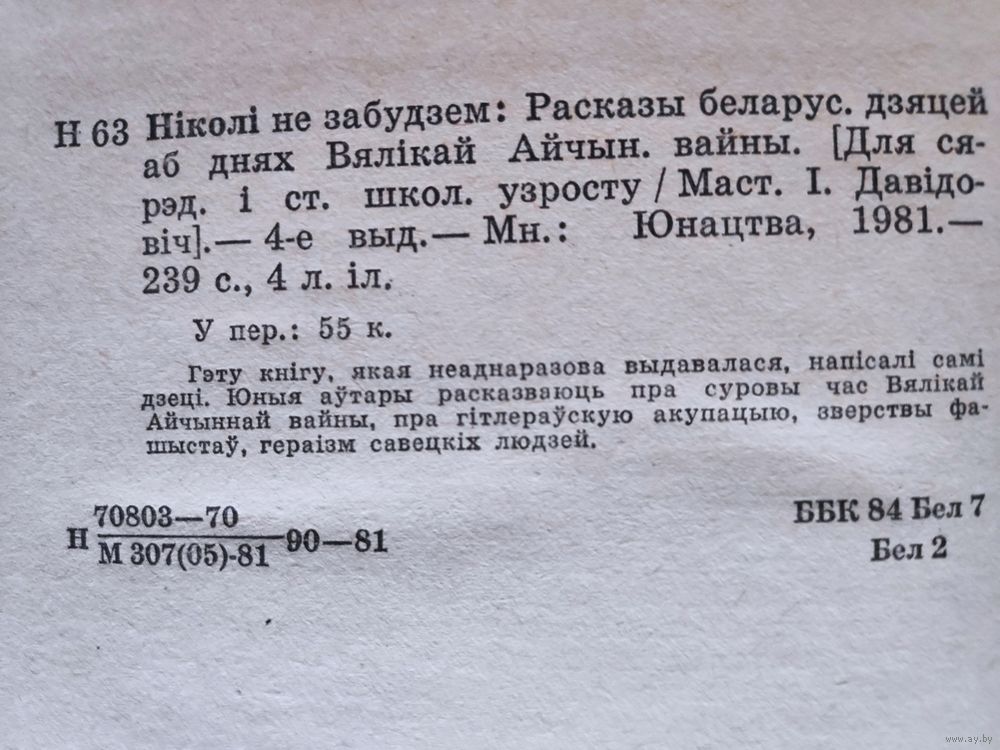 Н 63 Ніколі не забудзем: Расказы беларус. дзяцей
аб днях Вялікай Айчын. вайны. [Для ся-
рэд. і ст. школ. узросту / Маст. І. Давідо-
віч].— 4-е выд.— Мн.: Юнацтва, 1981.—
239 с., 4 л. іл.
У пер.: 55 к.
Гэту кнігу, якая неаднаразова выдавалася, напісалі самі
дзеці. Юныя аўтары расказваюць пра суровы час Вялікай
Айчыннай вайны, пра гітлераўскую акупацыю, зверствы фа-
шыстаў, гераізм савецкіх людзей.
70803—70
Н М 307(05)-81 90—81
ББК 84 Бел 7
Бел 2
www.ay.by